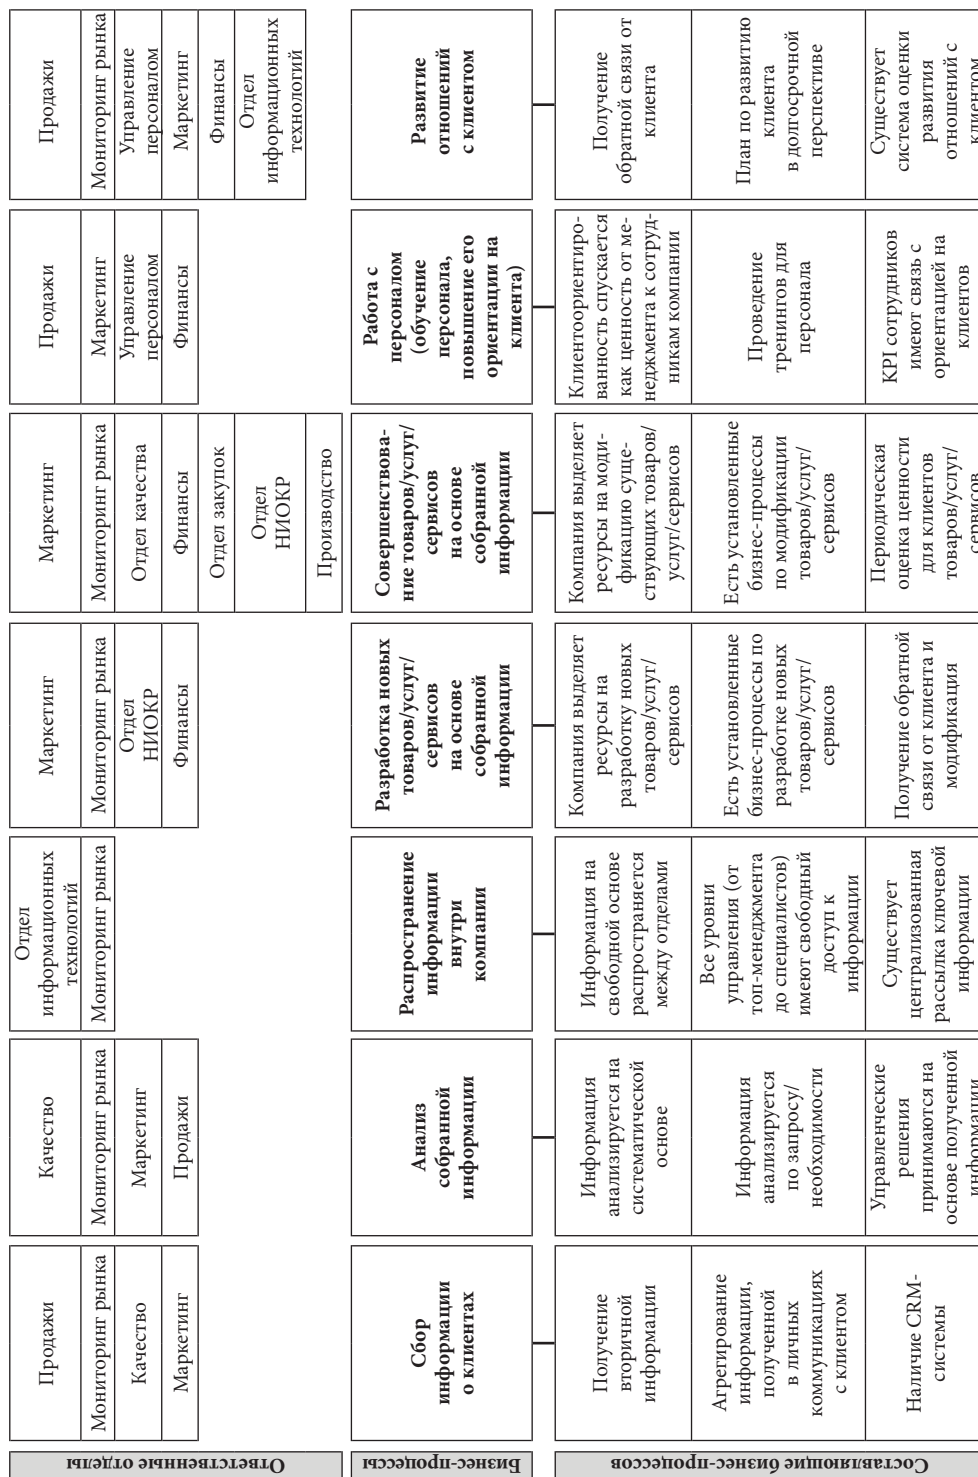 Ответственные отделы
Продажи
Мониторинг рынка
Качество
Маркетинг
Качество
Мониторинг рынка
Маркетинг
Продажи
Отдел
информационных
технологий
Мониторинг рынка
Маркетинг
Мониторинг рынка
Отдел
НИОКР
Финансы
Маркетинг
Мониторинг рынка
Отдел качества
Финансы
Отдел закупок
Отдел
НИОКР
Производство
Продажи
Маркетинг
Управление
персоналом
Финансы
Продажи
Мониторинг рынка
Управление
персоналом
Маркетинг
Финансы
Отдел
информационных
технологий
Бизнес-процессы
Сбор
информации
о клиентах
Анализ
собранной
информации
Распространение
информации
внутри
компании
Разработка новых
товаров/услуг/
сервисов
на основе
собранной
информации
Совершенствова-
ние товаров/услуг/
сервисов
на основе
собранной
информации
Работа с
персоналом
(обучение
персонала,
повышение его
ориентации на
клиента)
Развитие
отношений
с клиентом
Составляющие бизнес-процессов
Получение
вторичной
информации
Информация
анализируется на
систематической
основе
Информация на
свободной основе
распространяется
между отделами
Компания выделяет
ресурсы на
разработку новых
товаров/услуг/
сервисов
Компания выделяет
ресурсы на моди-
фикацию суще-
ствующих товаров/
услуг/сервисов
Клиентоориентиро-
ванность спускается
как ценность от ме-
неджмента к сотруд-
никам компании
Получение
обратной связи от
клиента
Агрегирование
информации,
полученной
в личных
коммуникациях
с клиентом
Информация
анализируется
по запросу/
необходимости
Все уровни
управления (от
топ-менеджмента
до специалистов)
имеют свободный
доступ к
информации
Есть установленные
бизнес-процессы по
разработке новых
товаров/услуг/
сервисов
Есть установленные
бизнес-процессы
по модификации
товаров/услуг/
сервисов
Проведение
тренингов для
персонала
План по развитию
клиента
в долгосрочной
перспективе
Наличие CRM-
системы
Управленческие
решения
принимаются на
основе полученной
информации
Существует
централизованная
рассылка ключевой
информации
Получение обратной
связи от клиента и
модификация
Периодическая
оценка ценности
для клиентов
товаров/услуг/
сервисов
KPI сотрудников
имеют связь с
ориентацией на
клиентов
Существует
система оценки
развития
отношений с
клиентом